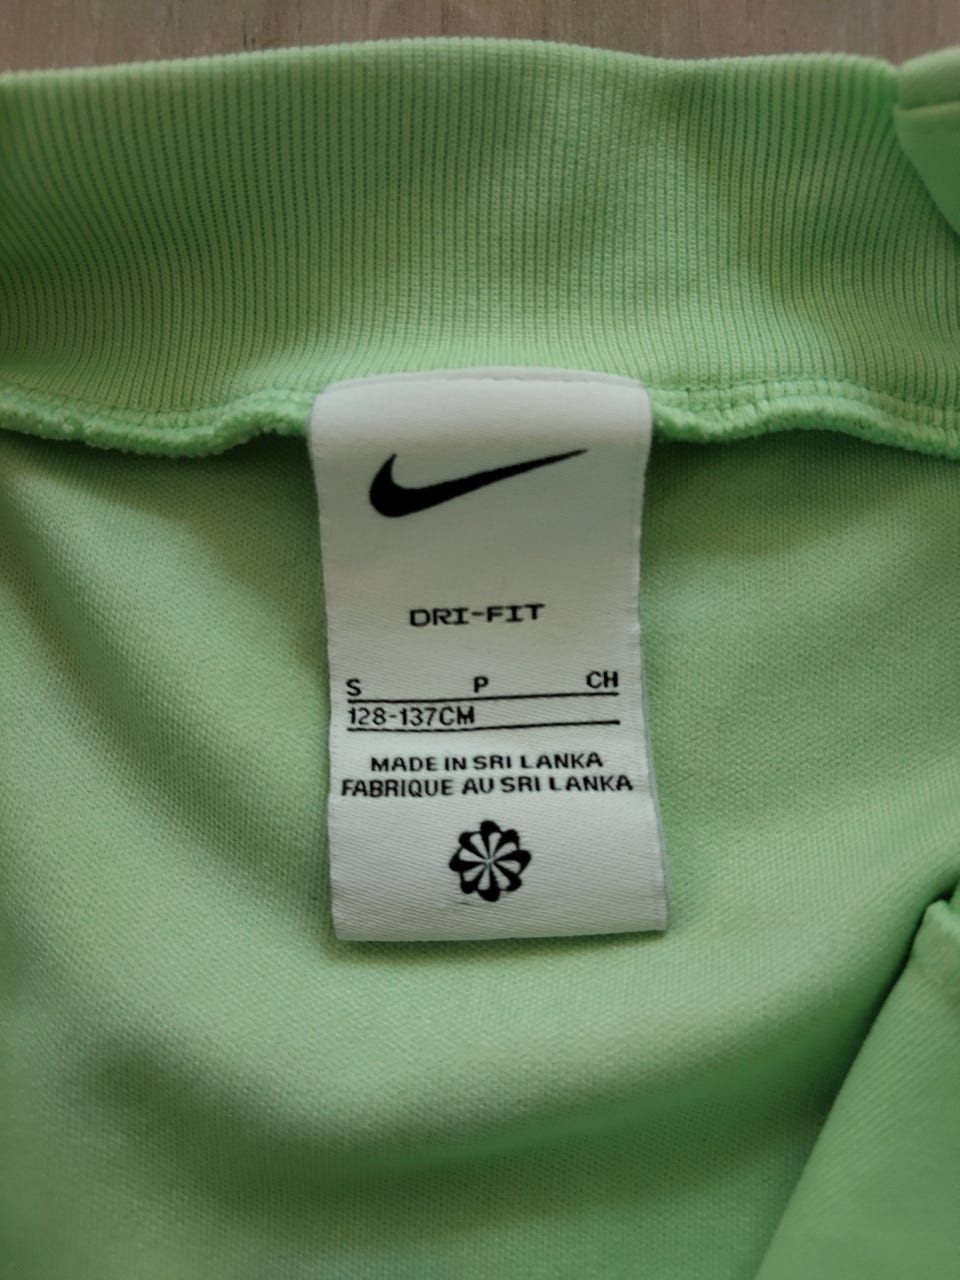 DRI-FIT
S P CH
128-137CM
MADE IN SRI LANKA
FABRIQUE AU SRI LANKA